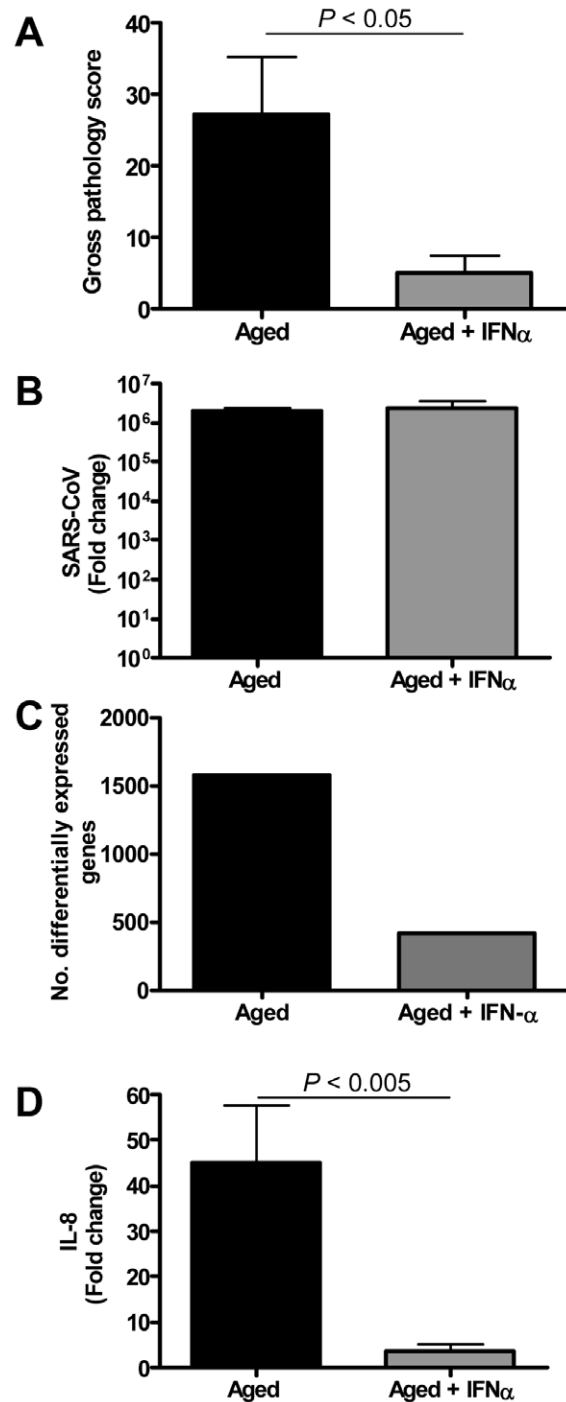 A
P < 0.05
Gross pathology score
40
30
20
10
0
Aged
Aged + IFNα
B
SARS-CoV
(Fold change)
10⁷
10⁶
10⁵
10⁴
10³
10²
10¹
10⁰
Aged
Aged + IFNα
C
No. differentially expressed
genes
2000
1500
1000
500
0
Aged
Aged + IFN-α
D
P < 0.005
IL-8
(Fold change)
60
50
40
30
20
10
0
Aged
Aged + IFNα